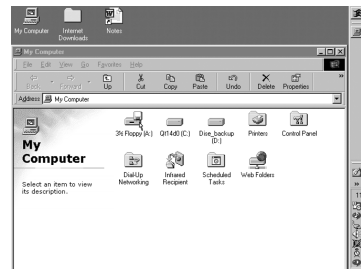 My Computer
Internet
Downloads
Notes
My Computer
File Edit View Go Favorites Help
Back Forward Up Cut Copy Paste Undo Delete Properties
Address My Computer
My
Computer
Select an item to view
its description.
3½ Floppy (A:) QI14d0 (C:) Dise_backup Printers Control Panel
(D:)
Dial-Up Infrared Scheduled Web Folders
Networking Recipient Tasks